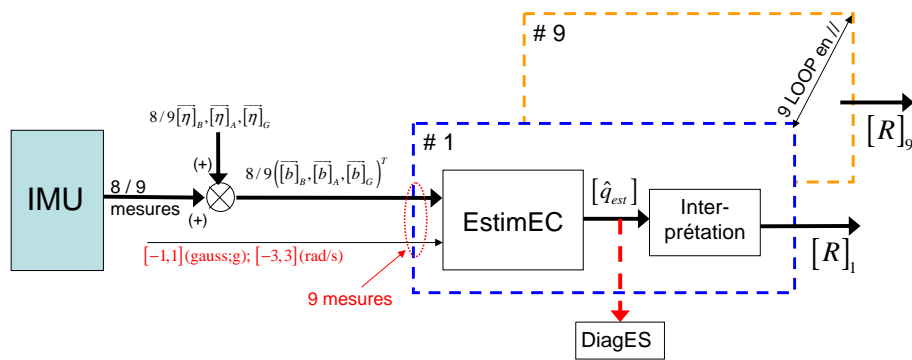 # 9
9 LOOP en //
8/9 [η]_B, [η]_A, [η]_G
[R]_9
# 1
(+)
8/9([b]_B, [b]_A, [b]_G)^T
[q̂_est]
IMU
8 / 9
mesures
(+)
EstimEC
Inter-
prétation
[R]_1
[-1,1](gauss;g); [-3,3](rad/s)
9 mesures
DiagES